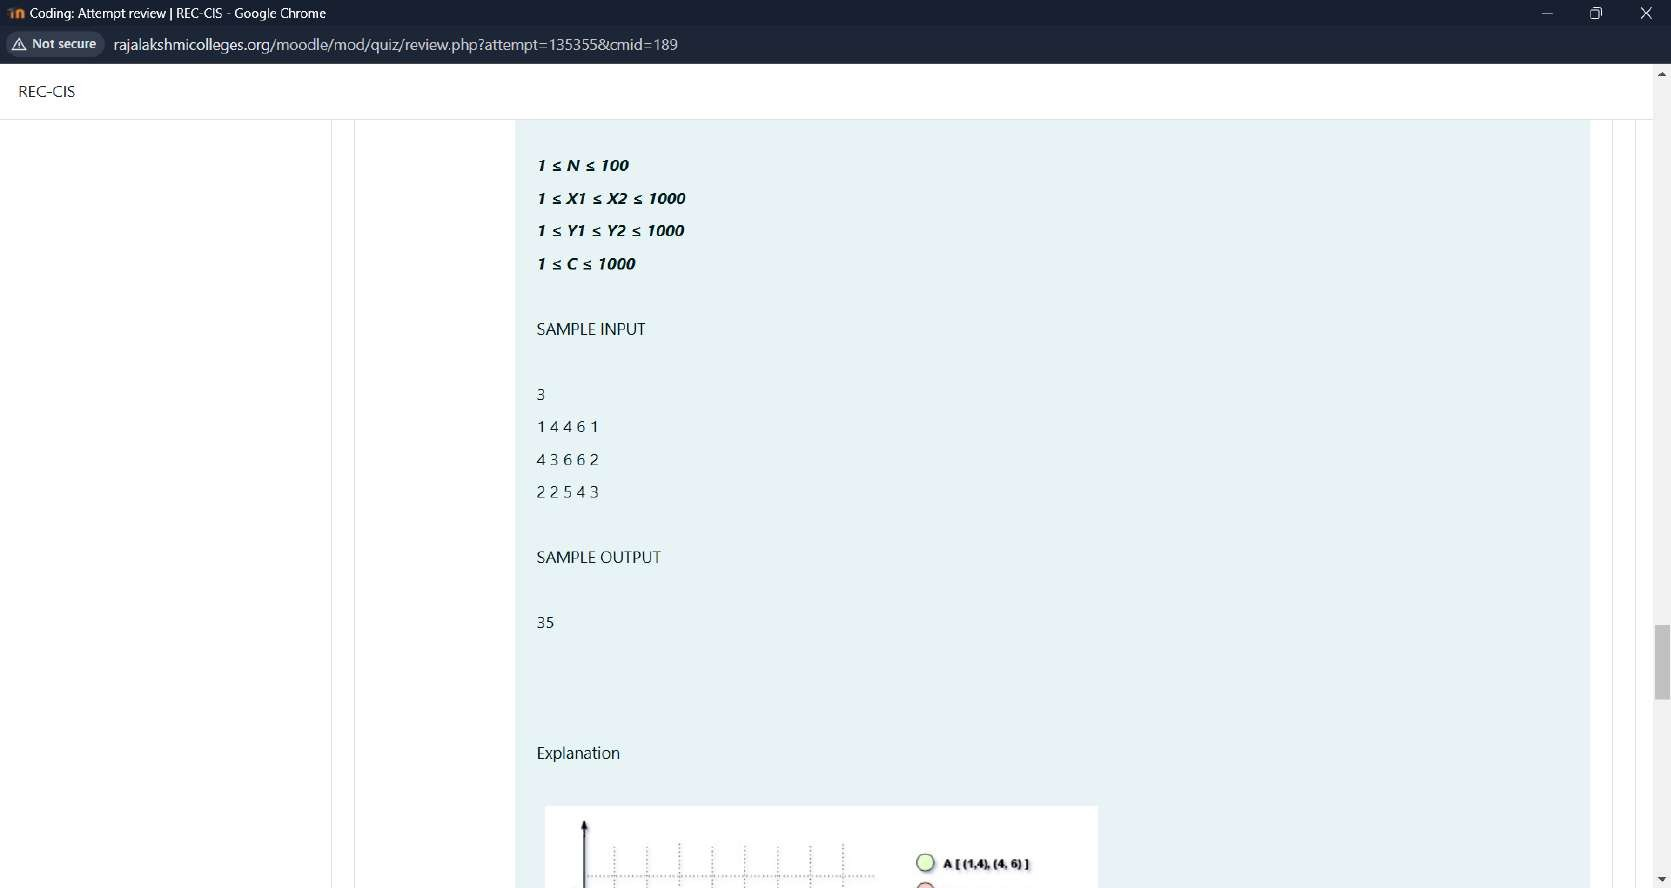 Coding: Attempt review | REC-CIS - Google Chrome
Not secure rajalakshmicolleges.org/moodle/mod/quiz/review.php?attempt=135355&cmid=189
REC-CIS
1 ≤ N ≤ 100
1 ≤ X1 ≤ X2 ≤ 1000
1 ≤ Y1 ≤ Y2 ≤ 1000
1 ≤ C ≤ 1000
SAMPLE INPUT
3
1 4 4 6 1
4 3 6 6 2
2 2 5 4 3
SAMPLE OUTPUT
35
Explanation
A [ (1,4), (4, 6) ]